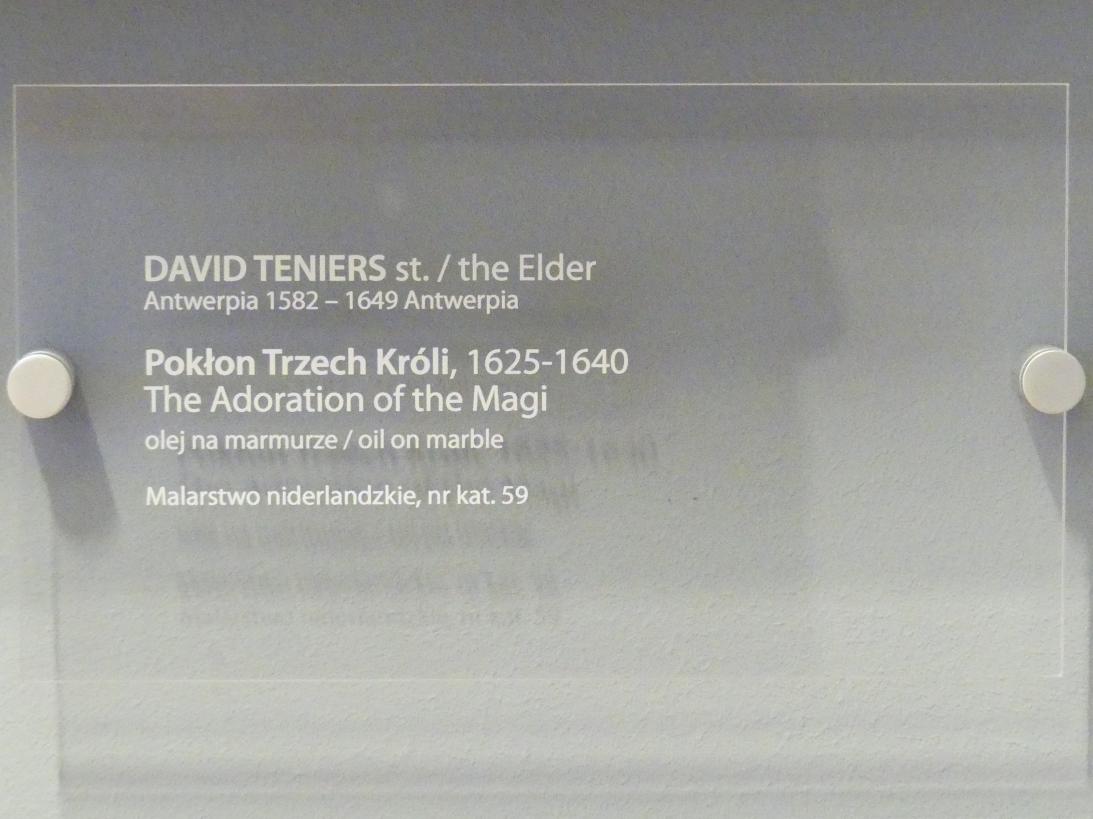 DAVID TENIERS st. / the Elder
Antwerpia 1582 – 1649 Antwerpia
Pokłon Trzech Króli, 1625-1640
The Adoration of the Magi
olej na marmurze / oil on marble
Malarstwo niderlandzkie, nr kat. 59